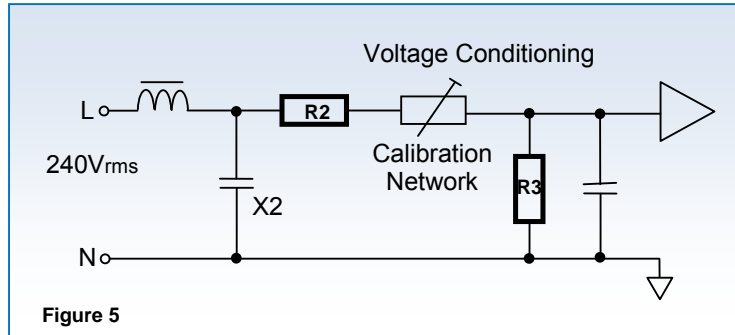 Voltage Conditioning
L
R2
240Vrms
Calibration
Network
X2
R3
N
Figure 5